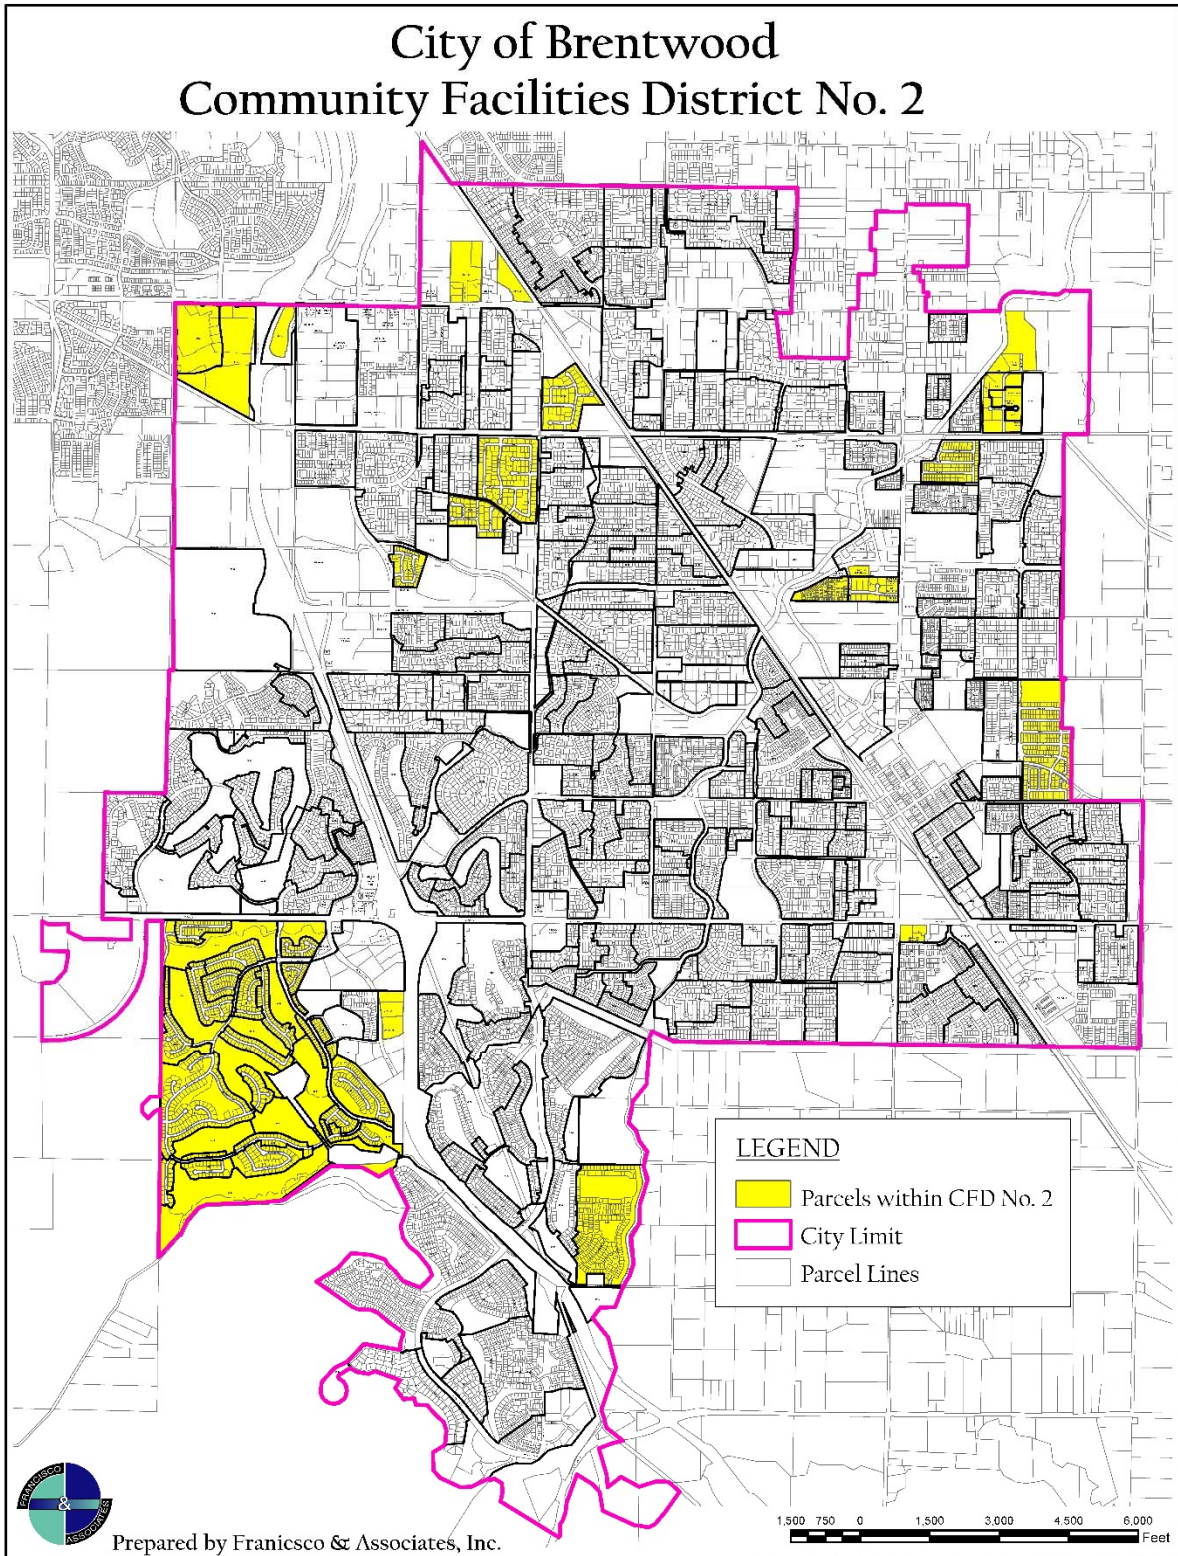 City of Brentwood
Community Facilities District No. 2
LEGEND
Parcels within CFD No. 2
City Limit
Parcel Lines
FRANCISCO
&
ASSOCIATES
Prepared by Franicsco & Associates, Inc.
1,500 750 0 1,500 3,000 4,500 6,000
Feet